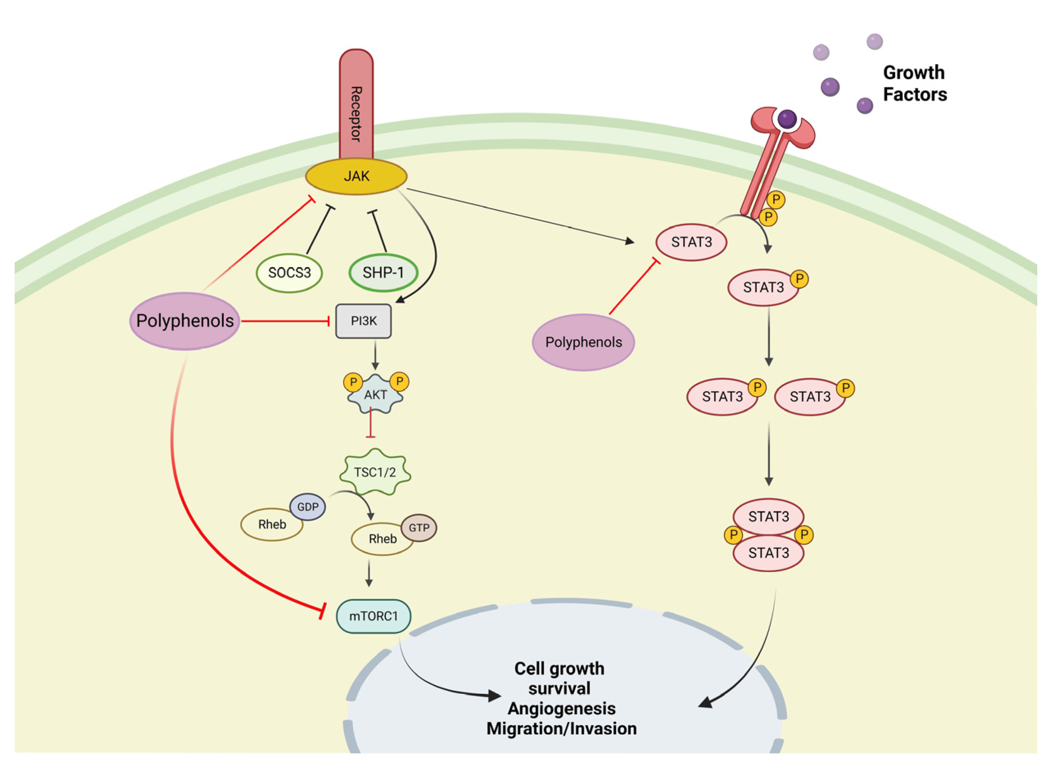 Growth
Factors
Receptor
JAK
P
P
STAT3
SOCS3
SHP-1
STAT3
P
Polyphenols
PI3K
Polyphenols
P
P
AKT
STAT3
P
STAT3
P
TSC1/2
GDP
Rheb
GTP
Rheb
STAT3
P
P
STAT3
mTORC1
Cell growth
survival
Angiogenesis
Migration/Invasion